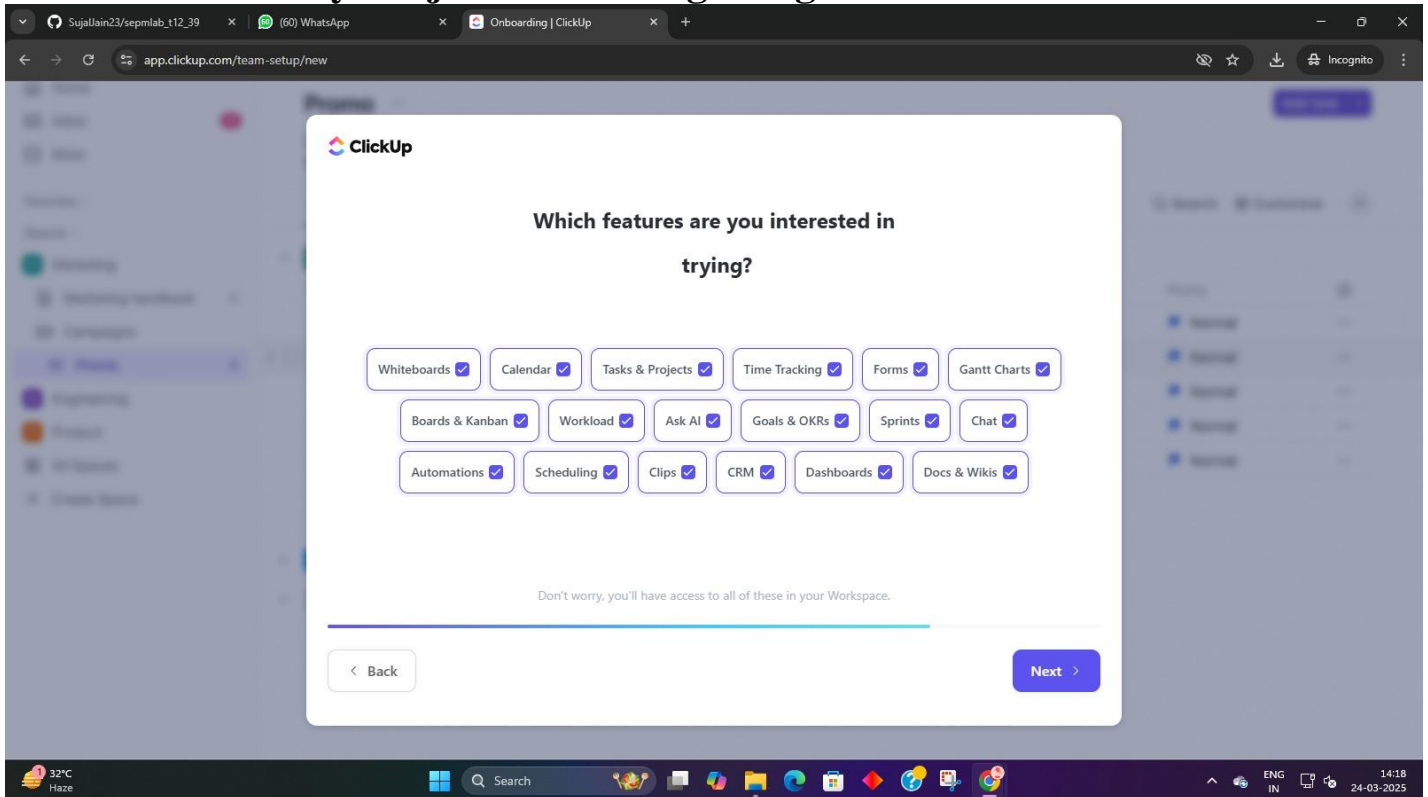 SujalJain23/sepmlab_t12_39
(60) WhatsApp
Onboarding | ClickUp
app.clickup.com/team-setup/new
Incognito
Promo
ClickUp
Which features are you interested in
trying?
Whiteboards Calendar Tasks & Projects Time Tracking Forms Gantt Charts
Boards & Kanban Workload Ask AI Goals & OKRs Sprints Chat
Automations Scheduling Clips CRM Dashboards Docs & Wikis
Don't worry, you'll have access to all of these in your Workspace.
Back
Next
1
32°C
Haze
Search
ENG
IN
14:18
24-03-2025